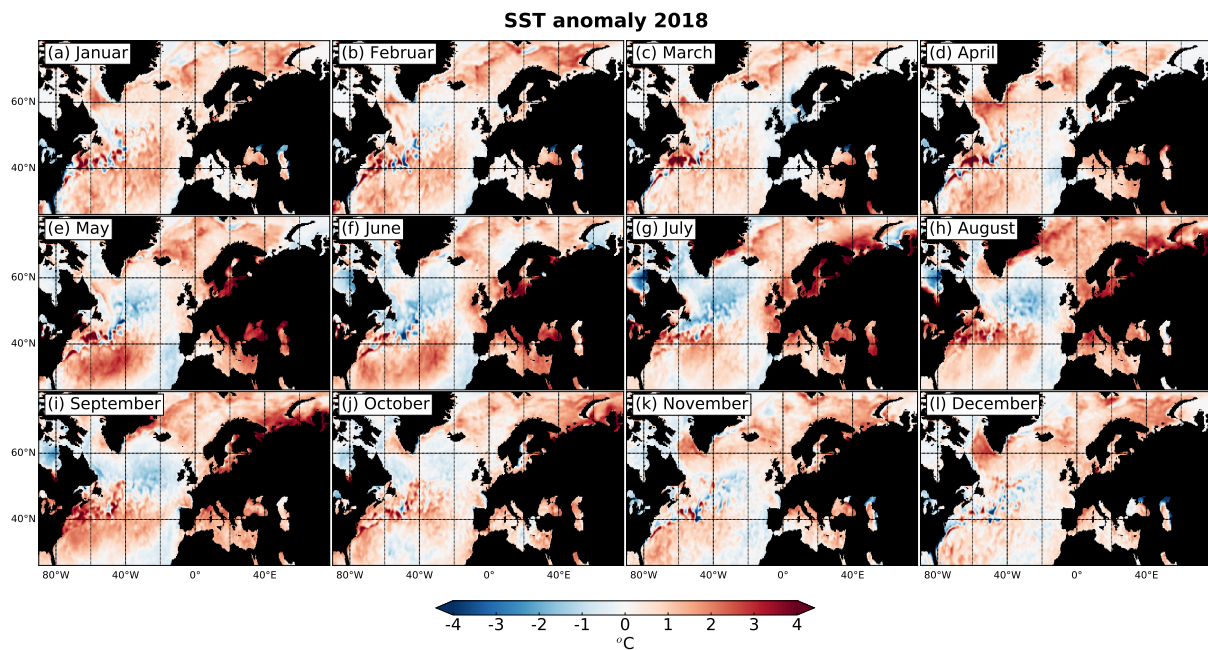 SST anomaly 2018
(a) Januar
(b) Februar
(c) March
(d) April
60°N
40°N
(e) May
(f) June
(g) July
(h) August
60°N
40°N
(i) September
(j) October
(k) November
(l) December
60°N
40°N
80°W 40°W 0° 40°E
80°W 40°W 0° 40°E
80°W 40°W 0° 40°E
80°W 40°W 0° 40°E
-4 -3 -2 -1 0 1 2 3 4
°C